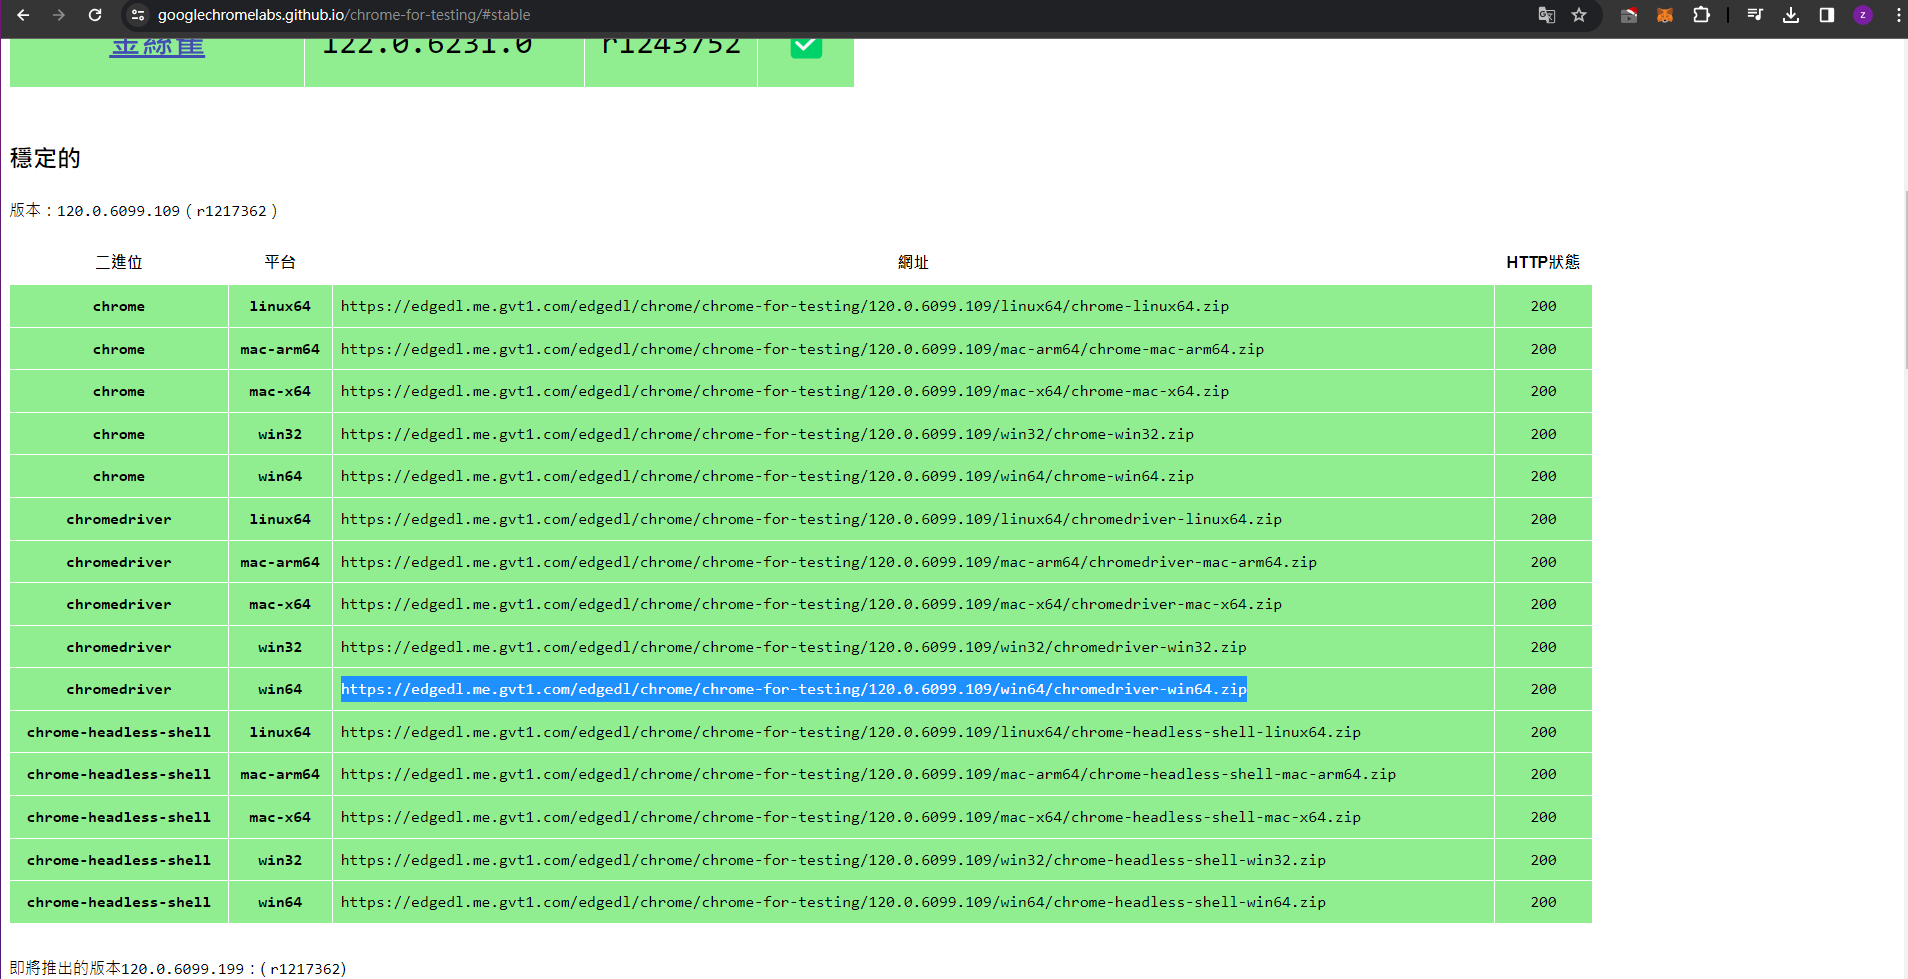 googlechromelabs.github.io/chrome-for-testing/#stable
z
金絲雀 122.0.6231.0 r1243752
穩定的
版本：120.0.6099.109（r1217362）
二進位 平台 網址 HTTP狀態
chrome linux64 https://edgedl.me.gvt1.com/edgedl/chrome/chrome-for-testing/120.0.6099.109/linux64/chrome-linux64.zip 200
chrome mac-arm64 https://edgedl.me.gvt1.com/edgedl/chrome/chrome-for-testing/120.0.6099.109/mac-arm64/chrome-mac-arm64.zip 200
chrome mac-x64 https://edgedl.me.gvt1.com/edgedl/chrome/chrome-for-testing/120.0.6099.109/mac-x64/chrome-mac-x64.zip 200
chrome win32 https://edgedl.me.gvt1.com/edgedl/chrome/chrome-for-testing/120.0.6099.109/win32/chrome-win32.zip 200
chrome win64 https://edgedl.me.gvt1.com/edgedl/chrome/chrome-for-testing/120.0.6099.109/win64/chrome-win64.zip 200
chromedriver linux64 https://edgedl.me.gvt1.com/edgedl/chrome/chrome-for-testing/120.0.6099.109/linux64/chromedriver-linux64.zip 200
chromedriver mac-arm64 https://edgedl.me.gvt1.com/edgedl/chrome/chrome-for-testing/120.0.6099.109/mac-arm64/chromedriver-mac-arm64.zip 200
chromedriver mac-x64 https://edgedl.me.gvt1.com/edgedl/chrome/chrome-for-testing/120.0.6099.109/mac-x64/chromedriver-mac-x64.zip 200
chromedriver win32 https://edgedl.me.gvt1.com/edgedl/chrome/chrome-for-testing/120.0.6099.109/win32/chromedriver-win32.zip 200
chromedriver win64 https://edgedl.me.gvt1.com/edgedl/chrome/chrome-for-testing/120.0.6099.109/win64/chromedriver-win64.zip 200
chrome-headless-shell linux64 https://edgedl.me.gvt1.com/edgedl/chrome/chrome-for-testing/120.0.6099.109/linux64/chrome-headless-shell-linux64.zip 200
chrome-headless-shell mac-arm64 https://edgedl.me.gvt1.com/edgedl/chrome/chrome-for-testing/120.0.6099.109/mac-arm64/chrome-headless-shell-mac-arm64.zip 200
chrome-headless-shell mac-x64 https://edgedl.me.gvt1.com/edgedl/chrome/chrome-for-testing/120.0.6099.109/mac-x64/chrome-headless-shell-mac-x64.zip 200
chrome-headless-shell win32 https://edgedl.me.gvt1.com/edgedl/chrome/chrome-for-testing/120.0.6099.109/win32/chrome-headless-shell-win32.zip 200
chrome-headless-shell win64 https://edgedl.me.gvt1.com/edgedl/chrome/chrome-for-testing/120.0.6099.109/win64/chrome-headless-shell-win64.zip 200
即將推出的版本120.0.6099.199：(r1217362)